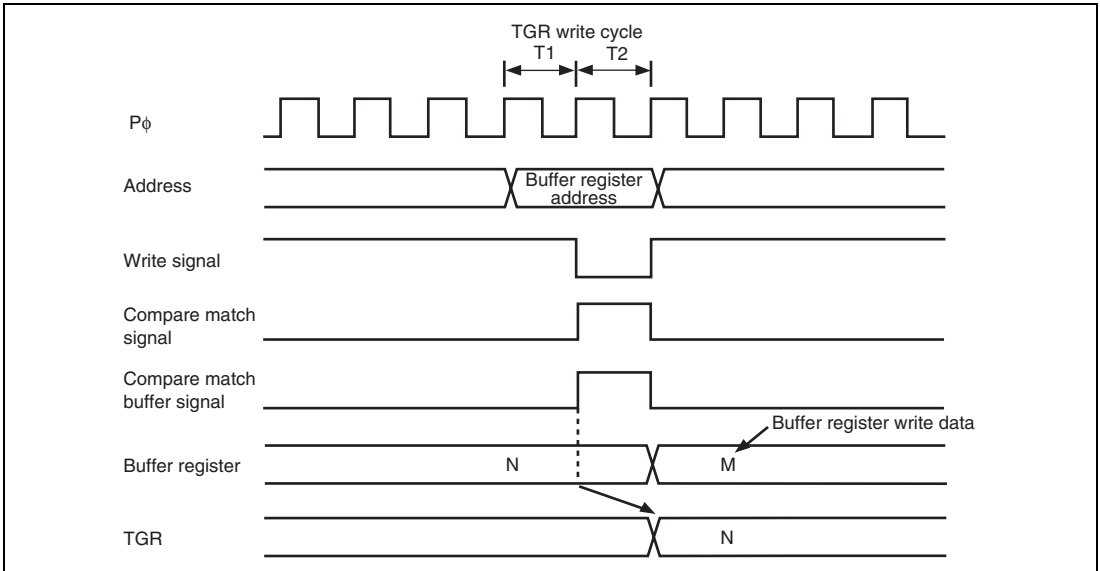 TGR write cycle
T1 T2
Pϕ
Address
Buffer register
address
Write signal
Compare match
signal
Compare match
buffer signal
Buffer register write data
Buffer register
N M
TGR
N